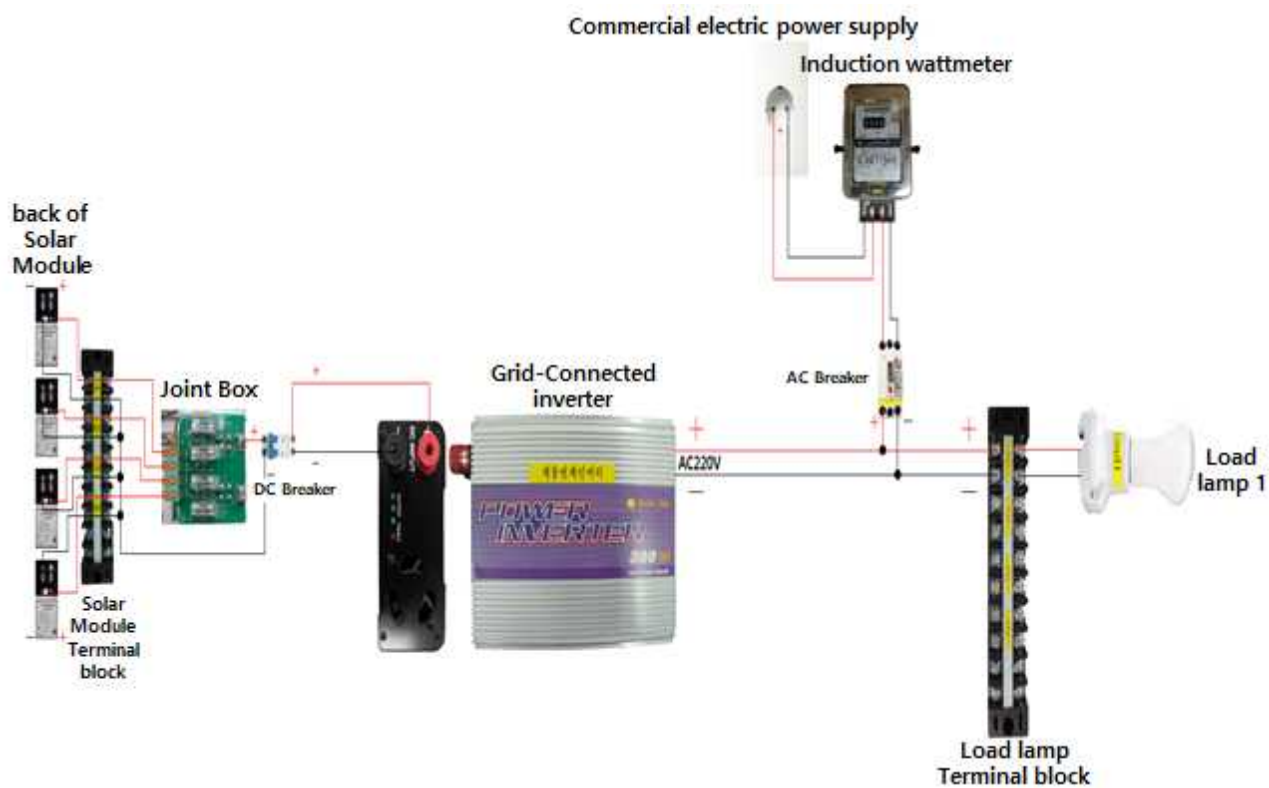 Commercial electric power supply
Induction wattmeter
back of
Solar
Module
Joint Box
DC Breaker
Solar
Module
Terminal
block
Grid-Connected
inverter
POWER
INVERTER
AC220V
AC Breaker
Load
lamp 1
Load lamp
Terminal block